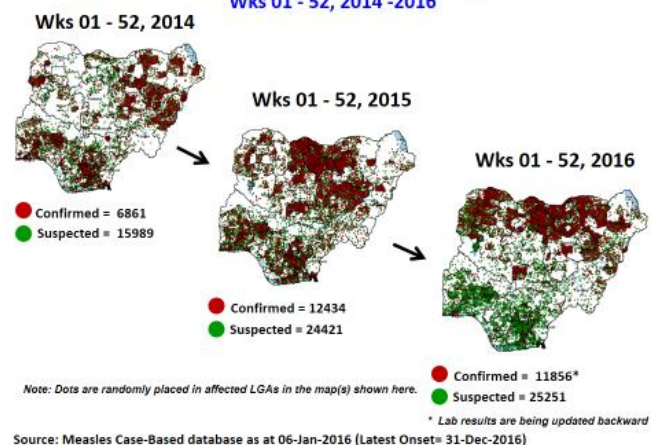 Wks 01 - 52, 2014 -2016
Wks 01 - 52, 2014
Confirmed = 6861
Suspected = 15989
Wks 01 - 52, 2015
Confirmed = 12434
Suspected = 24421
Wks 01 - 52, 2016
Confirmed = 11856*
Suspected = 25251
Note: Dots are randomly placed in affected LGAs in the map(s) shown here.
* Lab results are being updated backward
Source: Measles Case-Based database as at 06-Jan-2016 (Latest Onset= 31-Dec-2016)